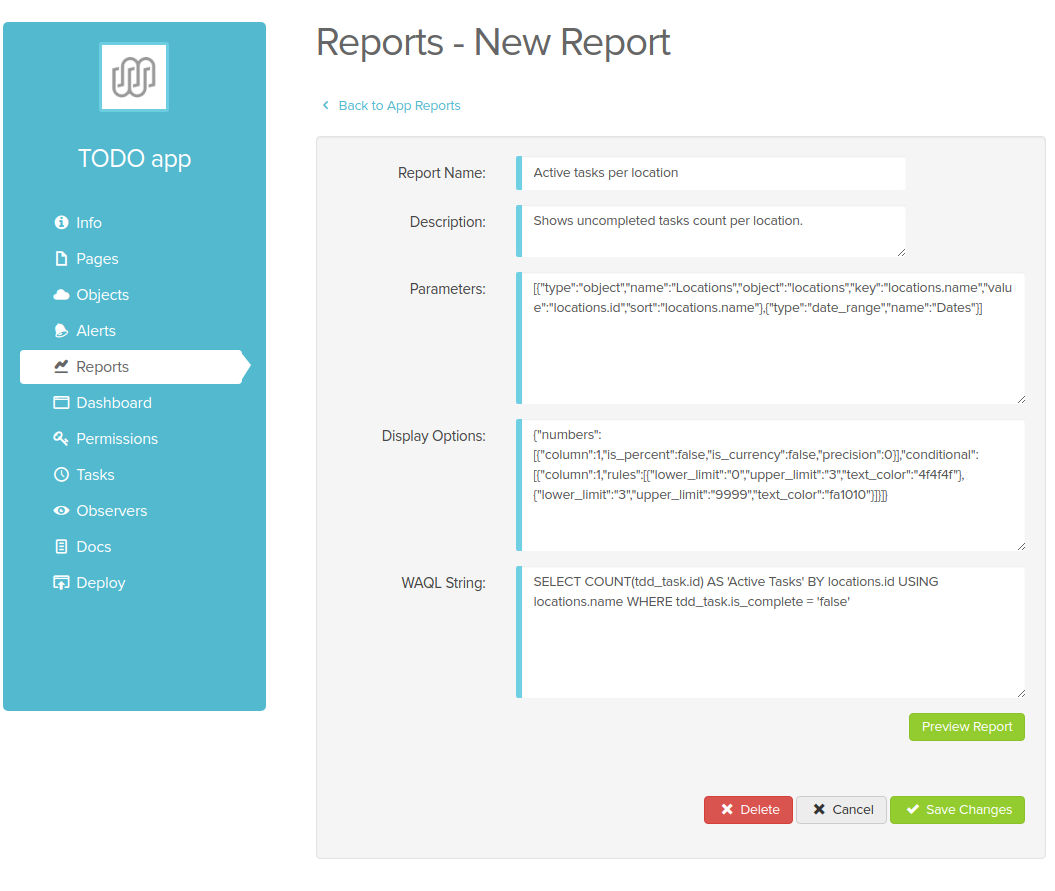 TODO app
Info
Pages
Objects
Alerts
Reports
Dashboard
Permissions
Tasks
Observers
Docs
Deploy
Reports - New Report
Back to App Reports
Report Name: Active tasks per location
Description: Shows uncompleted tasks count per location.
Parameters: [{"type":"object","name":"Locations","object":"locations","key":"locations.name","valu
e":"locations.id","sort":"locations.name"},{"type":"date_range","name":"Dates"}]
Display Options: {"numbers":
[{"column":1,"is_percent":false,"is_currency":false,"precision":0}],"conditional":
[{"column":1,"rules":[{"lower_limit":"0","upper_limit":"3","text_color":"4f4f4f"},
{"lower_limit":"3","upper_limit":"9999","text_color":"fa1010"}]}]}
WAQL String: SELECT COUNT(tdd_task.id) AS 'Active Tasks' BY locations.id USING
locations.name WHERE tdd_task.is_complete = 'false'
Preview Report
Delete Cancel Save Changes